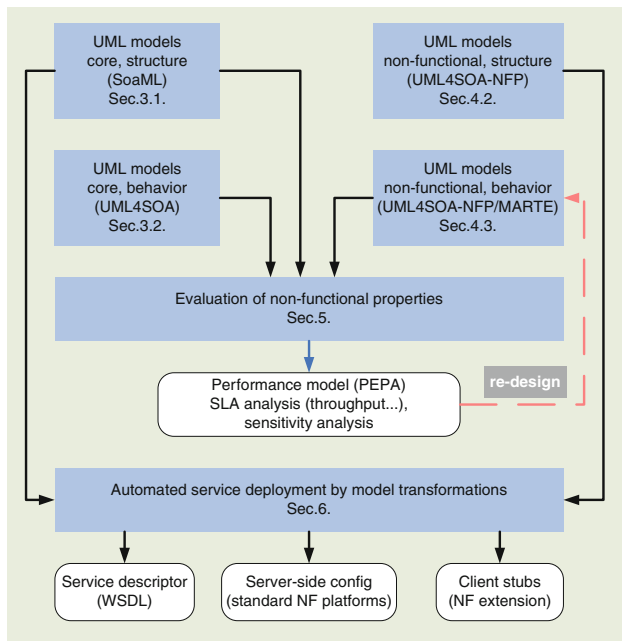 UML models
core, structure
(SoaML)
Sec.3.1.
UML models
non-functional, structure
(UML4SOA-NFP)
Sec.4.2.
UML models
core, behavior
(UML4SOA)
Sec.3.2.
UML models
non-functional, behavior
(UML4SOA-NFP/MARTE)
Sec.4.3.
Evaluation of non-functional properties
Sec.5.
Performance model (PEPA)
SLA analysis (throughput...),
sensitivity analysis
re-design
Automated service deployment by model transformations
Sec.6.
Service descriptor
(WSDL)
Server-side config
(standard NF platforms)
Client stubs
(NF extension)